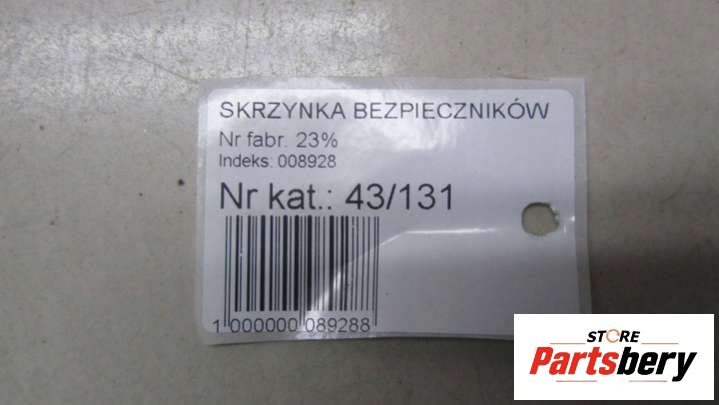 SKRZYNKA BEZPIECZNIKÓW
Nr fabr. 23%
Indeks: 008928
Nr kat.: 43/131
1 000000 089288
STORE
Partsbery